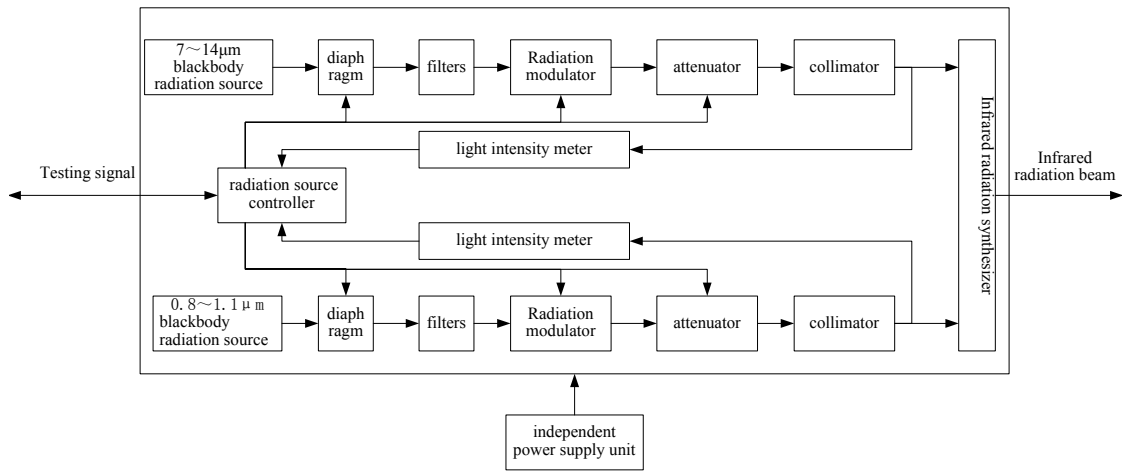 7～14μm
blackbody
radiation source
diaph
ragm
filters
Radiation
modulator
attenuator
collimator
light intensity meter
Testing signal
radiation source
controller
Infrared radiation synthesizer
Infrared
radiation beam
light intensity meter
0.8～1.1μm
blackbody
radiation source
diaph
ragm
filters
Radiation
modulator
attenuator
collimator
independent
power supply unit